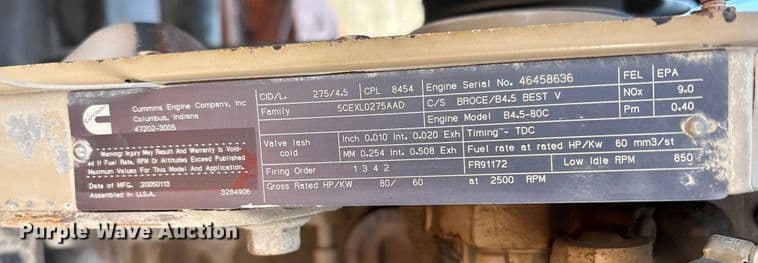 Cummins
Cummins Engine Company, Inc
Columbus, Indiana
47202-3005
Warning: Injury May Result And Warranty Is Void-
ed If Fuel Rate, RPM Or Altitudes Exceed Published
Maximum Values For This Model And Application.
Date of MFG. 20050113
Assembled in U.S.A. 3284906
CID/L. 275/4.5 CPL 8454 Engine Serial No. 46458636
Family 5CEXL0275AAD C/S BROCE/B4.5 BEST V
Engine Model B4.5-80C
FEL EPA
NOx 9.0
Pm 0.40
Valve lash cold Inch 0.010 Int. 0.020 Exh Timing - TDC
MM 0.254 Int. 0.508 Exh Fuel rate at rated HP/Kw 60 mm3/st
Firing Order 1 3 4 2 FR91172 Low Idle RPM 850
Gross Rated HP/KW 80/ 60 at 2500 RPM
Purple Wave Auction